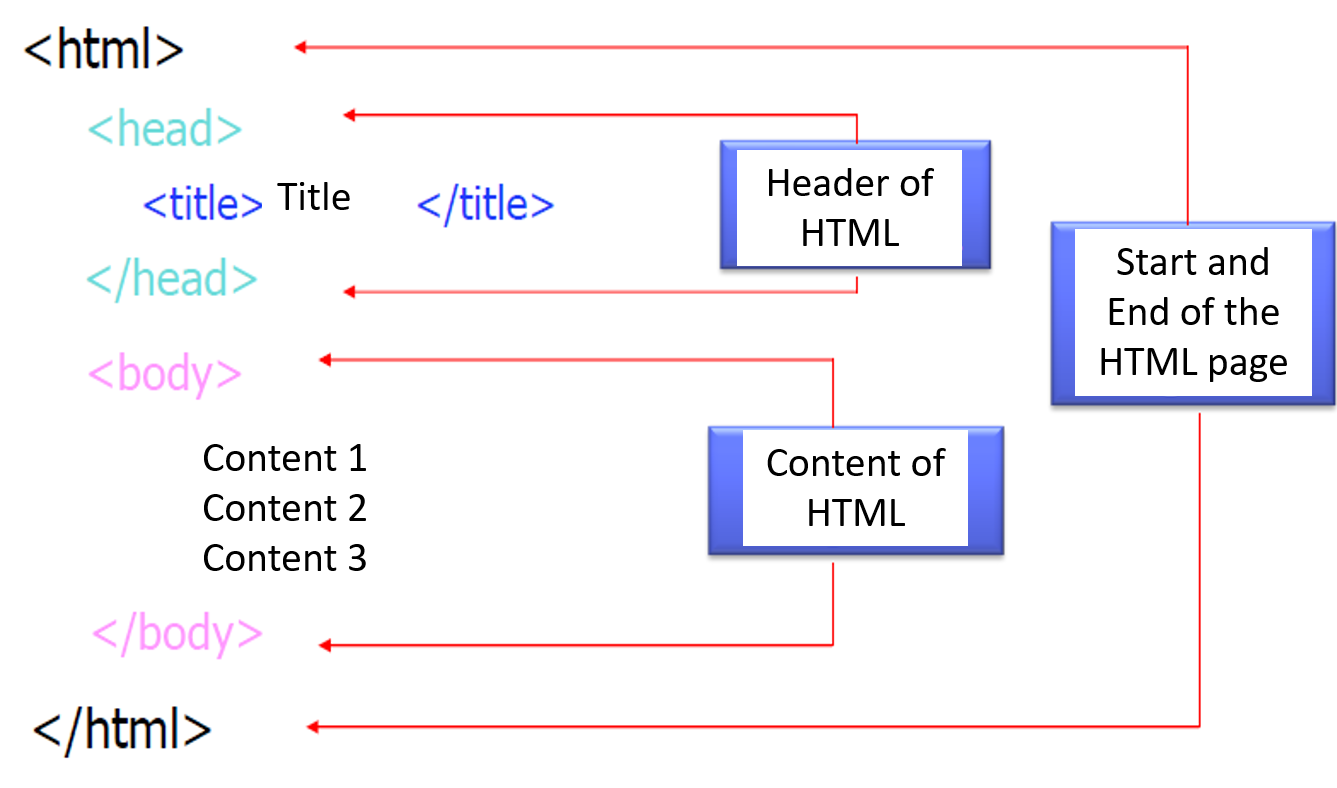 <html>
<head>
<title> Title </title>
</head>
<body>
Content 1
Content 2
Content 3
</body>
</html>
Header of
HTML
Content of
HTML
Start and
End of the
HTML page